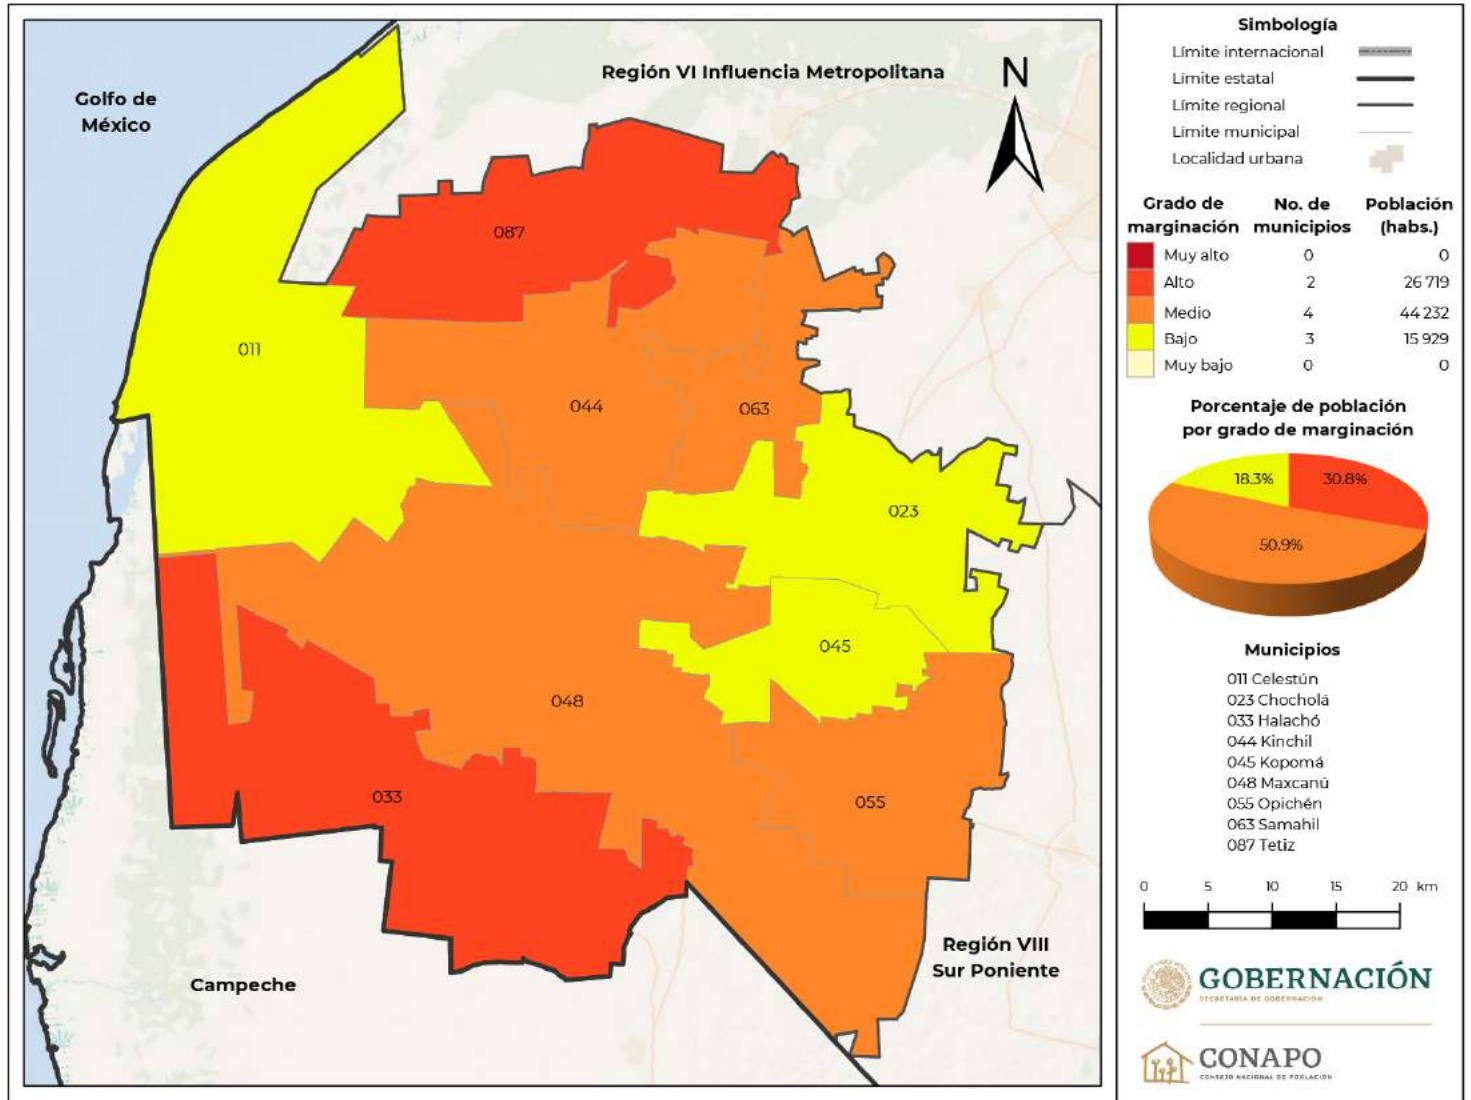 Golfo de
México
Región VI Influencia Metropolitana
N
087
011
044
063
023
045
048
033
055
Región VIII
Sur Poniente
Campeche
Simbología
Límite internacional
Límite estatal
Límite regional
Límite municipal
Localidad urbana
Grado de marginación No. de municipios Población (habs.)
Muy alto 0 0
Alto 2 26 719
Medio 4 44 232
Bajo 3 15 929
Muy bajo 0 0
Porcentaje de población
por grado de marginación
18.3% 30.8%
50.9%
Municipios
011 Celestún
023 Chocholá
033 Halachó
044 Kinchil
045 Kopomá
048 Maxcanú
055 Opichén
063 Samahil
087 Tetiz
0 5 10 15 20 km
GOBERNACIÓN
SECRETARÍA DE GOBERNACIÓN
CONAPO
CONSEJO NACIONAL DE POBLACIÓN